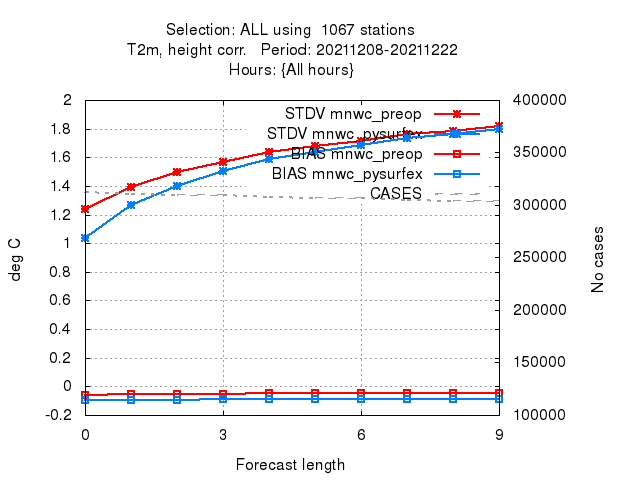 Selection: ALL using  1067 stations
T2m, height corr.   Period: 20211208-20211222
Hours: {All hours}
2
1.8
1.6
1.4
1.2
1
0.8
0.6
0.4
0.2
0
-0.2
deg C
STDV mnwc_preop
STDV mnwc_pysurfex
BIAS mnwc_preop
BIAS mnwc_pysurfex
CASES
400000
350000
300000
250000
200000
150000
100000
No cases
0 3 6 9
Forecast length